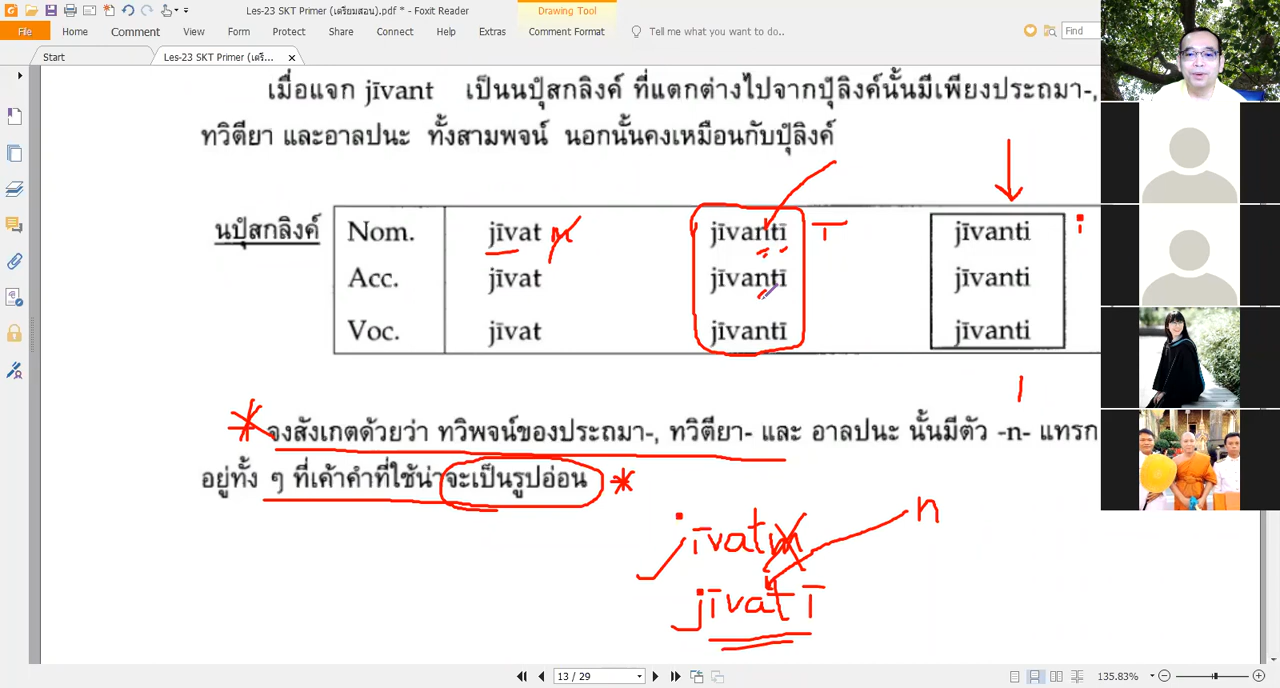 Les-23 SKT Primer (เตรียมสอน).pdf * - Foxit Reader
Drawing Tool
File Home Comment View Form Protect Share Connect Help Extras Comment Format Tell me what you want to do.. Find
Start Les-23 SKT Primer (เตรี...
เมื่อแจก jīvant เป็นนปุํสกลิงค์ ที่แตกต่างไปจากปุํลิงค์นั้นมีเพียงประถมา-,
ทวิตียา และอาลปนะ ทั้งสามพจน์ นอกนั้นคงเหมือนกับปุํลิงค์
นปุํสกลิงค์ Nom. jīvat m jīvantī ī jīvanti i
Acc. jīvat jīvantī jīvanti
Voc. jīvat jīvantī jīvanti
จงสังเกตด้วยว่า ทวิพจน์ของประถมา-, ทวิตียา- และ อาลปนะ นั้นมีตัว -n- แทรก
อยู่ทั้ง ๆ ที่เค้าคำที่ใช้น่าจะเป็นรูปอ่อน
n
jīvatm
jīvat ī
13 / 29
135.83%